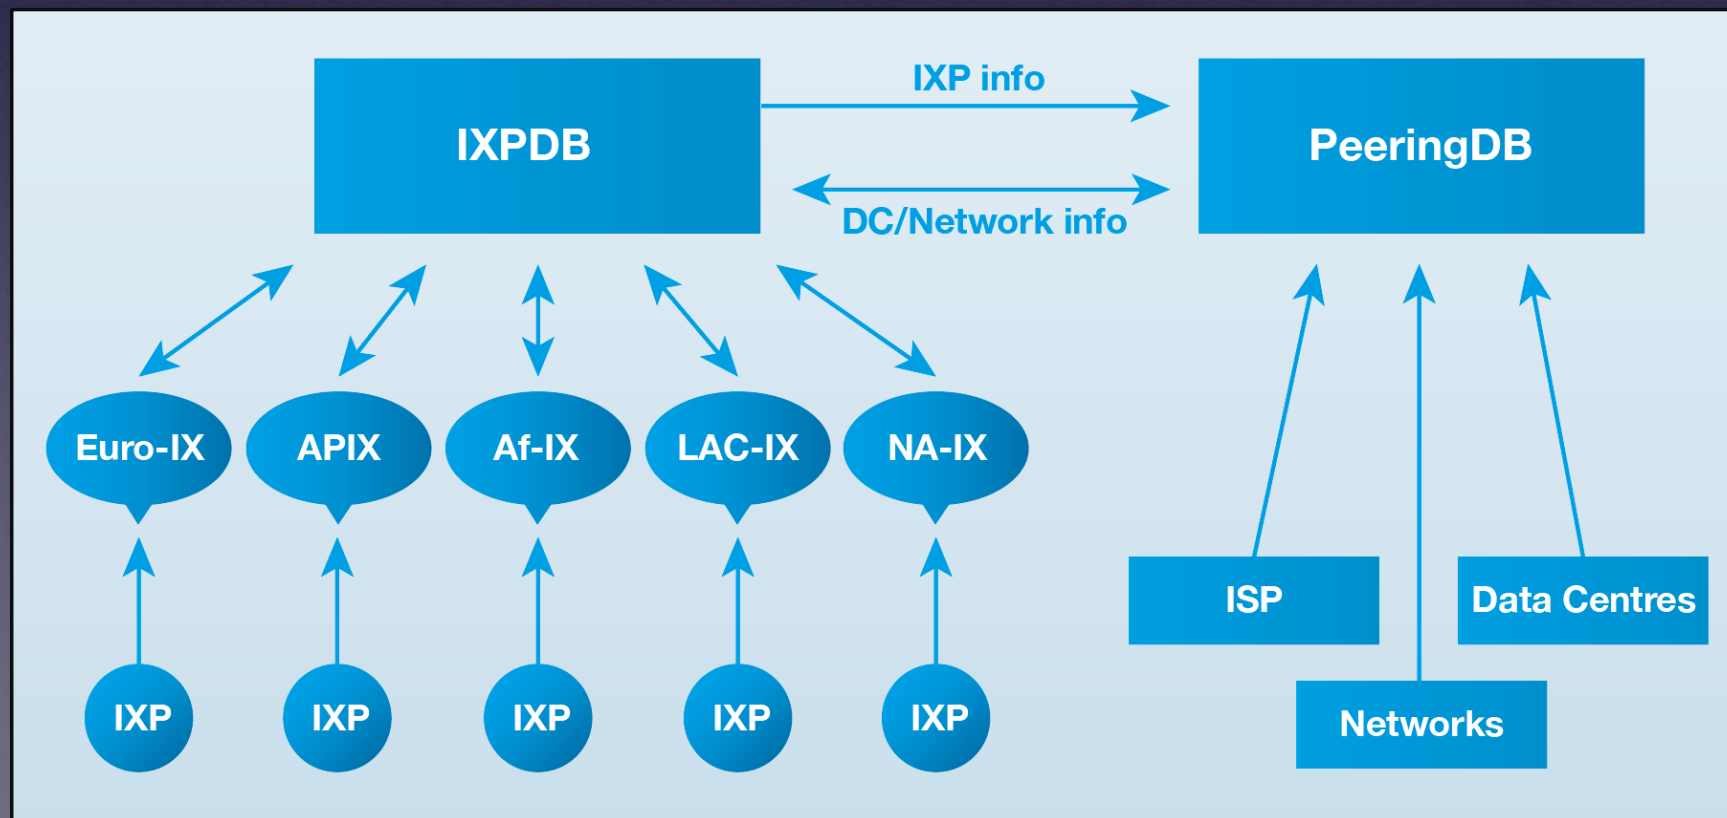 IXPDB
IXP info
PeeringDB
DC/Network info
Euro-IX
APIX
Af-IX
LAC-IX
NA-IX
ISP
Data Centres
IXP
IXP
IXP
IXP
IXP
Networks